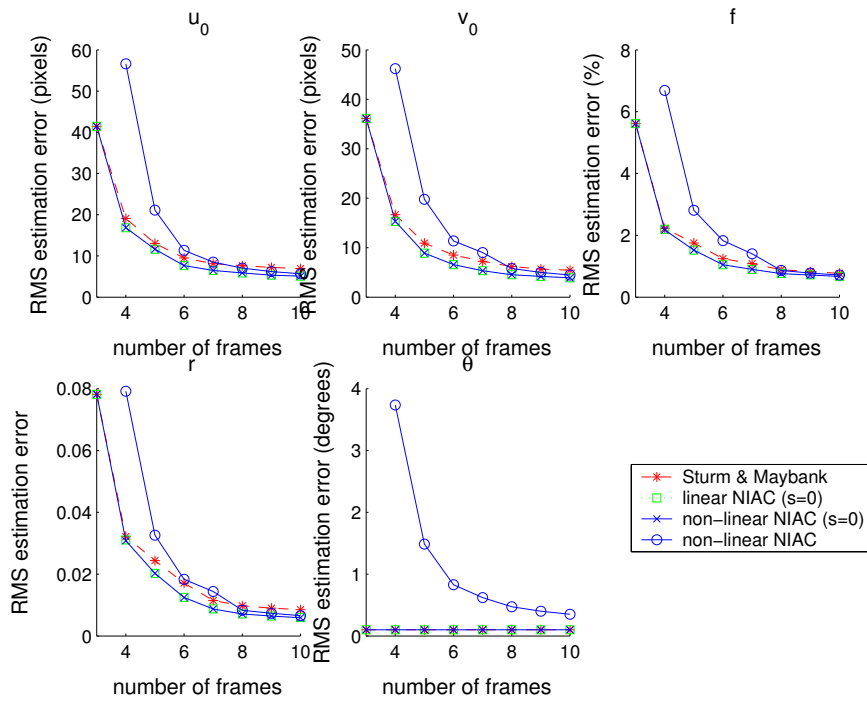 u0
RMS estimation error (pixels)
60
50
40
30
20
10
0
4
6
8
10
number of frames
v0
RMS estimation error (pixels)
50
40
30
20
10
0
4
6
8
10
number of frames
f
RMS estimation error (%)
8
6
4
2
0
4
6
8
10
number of frames
r
RMS estimation error
0.08
0.06
0.04
0.02
0
4
6
8
10
number of frames
θ
RMS estimation error (degrees)
4
3
2
1
0
4
6
8
10
number of frames
Sturm & Maybank
linear NIAC (s=0)
non-linear NIAC (s=0)
non-linear NIAC